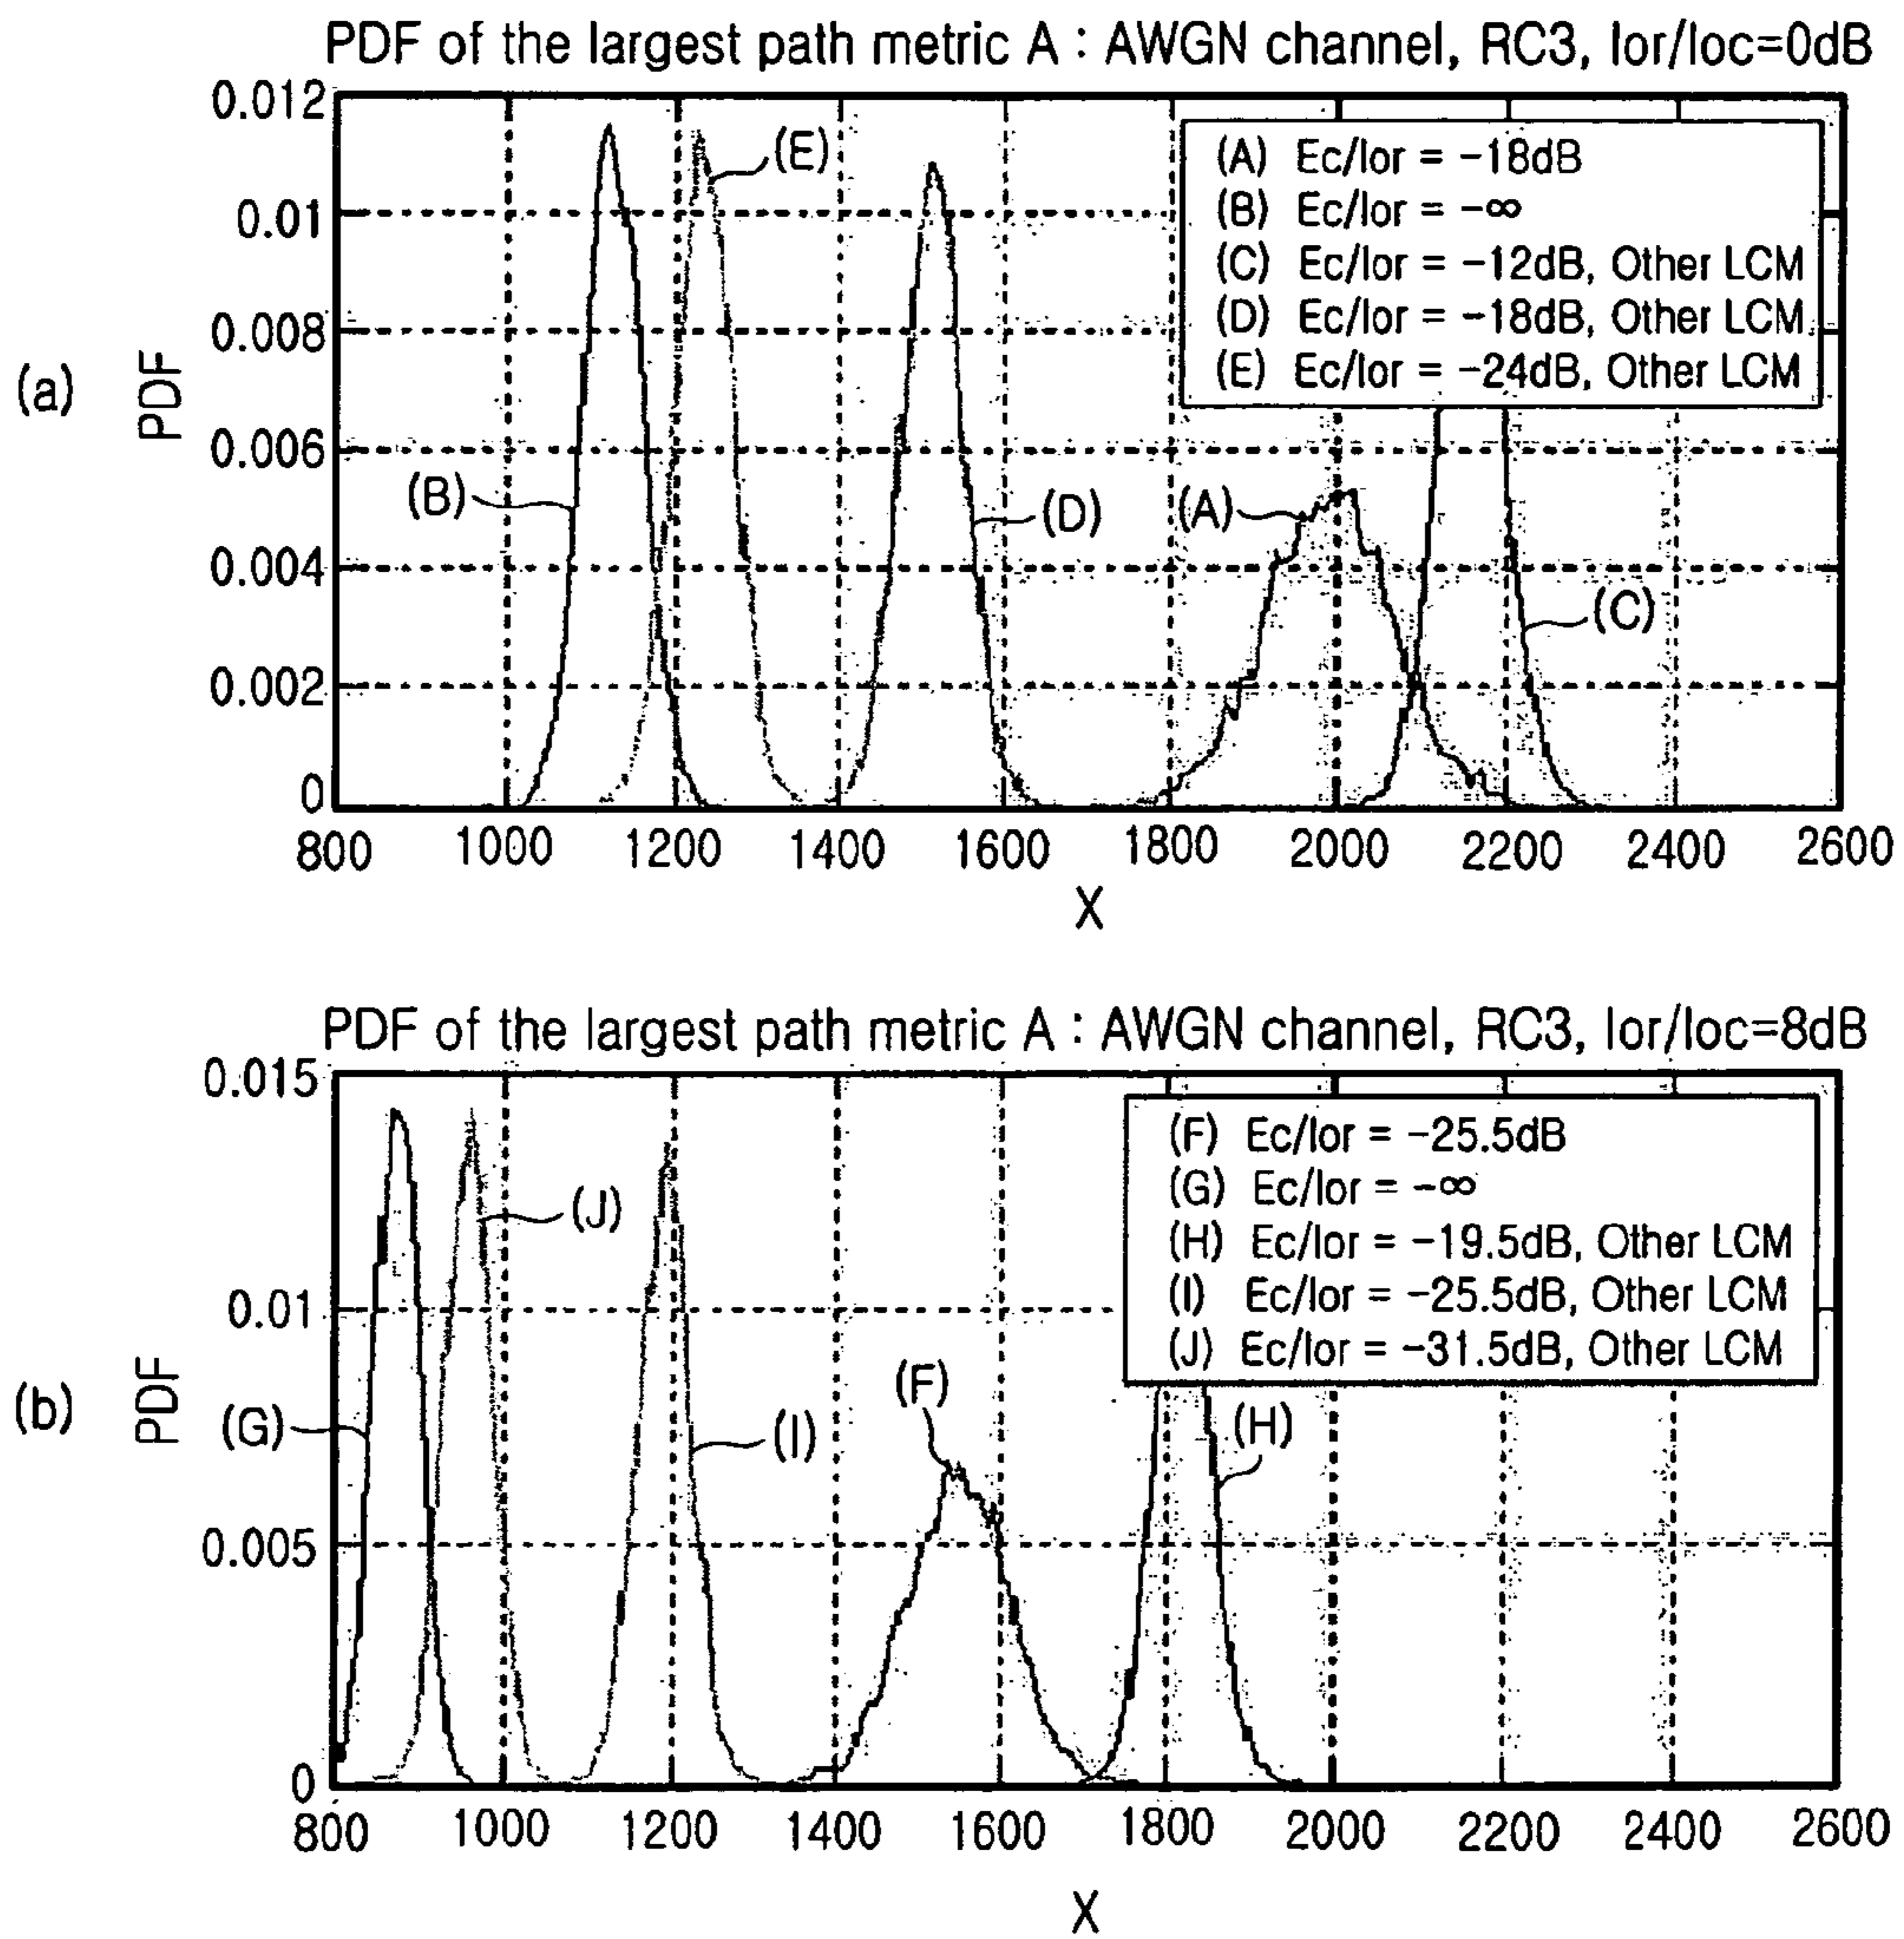 PDF of the largest path metric A : AWGN channel, RC3, Ior/Ioc=0dB
(a)
PDF
0.012
0.01
0.008
0.006
0.004
0.002
0
(A) Ec/Ior = -18dB
(B) Ec/Ior = -∞
(C) Ec/Ior = -12dB, Other LCM
(D) Ec/Ior = -18dB, Other LCM
(E) Ec/Ior = -24dB, Other LCM
(E)
(B)
(D)
(A)
(C)
800 1000 1200 1400 1600 1800 2000 2200 2400 2600
X
PDF of the largest path metric A : AWGN channel, RC3, Ior/Ioc=8dB
(b)
PDF
0.015
0.01
0.005
0
(F) Ec/Ior = -25.5dB
(G) Ec/Ior = -∞
(H) Ec/Ior = -19.5dB, Other LCM
(I) Ec/Ior = -25.5dB, Other LCM
(J) Ec/Ior = -31.5dB, Other LCM
(J)
(F)
(G)
(I)
(H)
800 1000 1200 1400 1600 1800 2000 2200 2400 2600
X